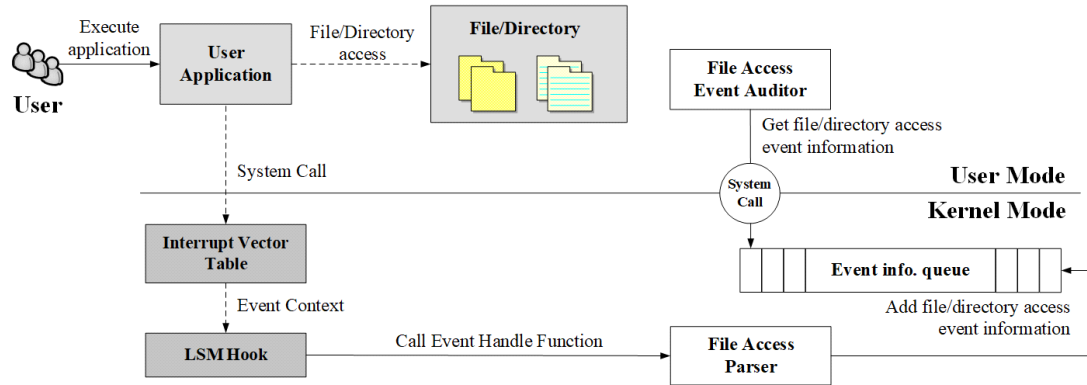 Execute
application
User
User
Application
File/Directory
access
File/Directory
File Access
Event Auditor
Get file/directory access
event information
System Call
System
Call
User Mode
Kernel Mode
Interrupt Vector
Table
Event info. queue
Event Context
Add file/directory access
event information
LSM Hook
Call Event Handle Function
File Access
Parser